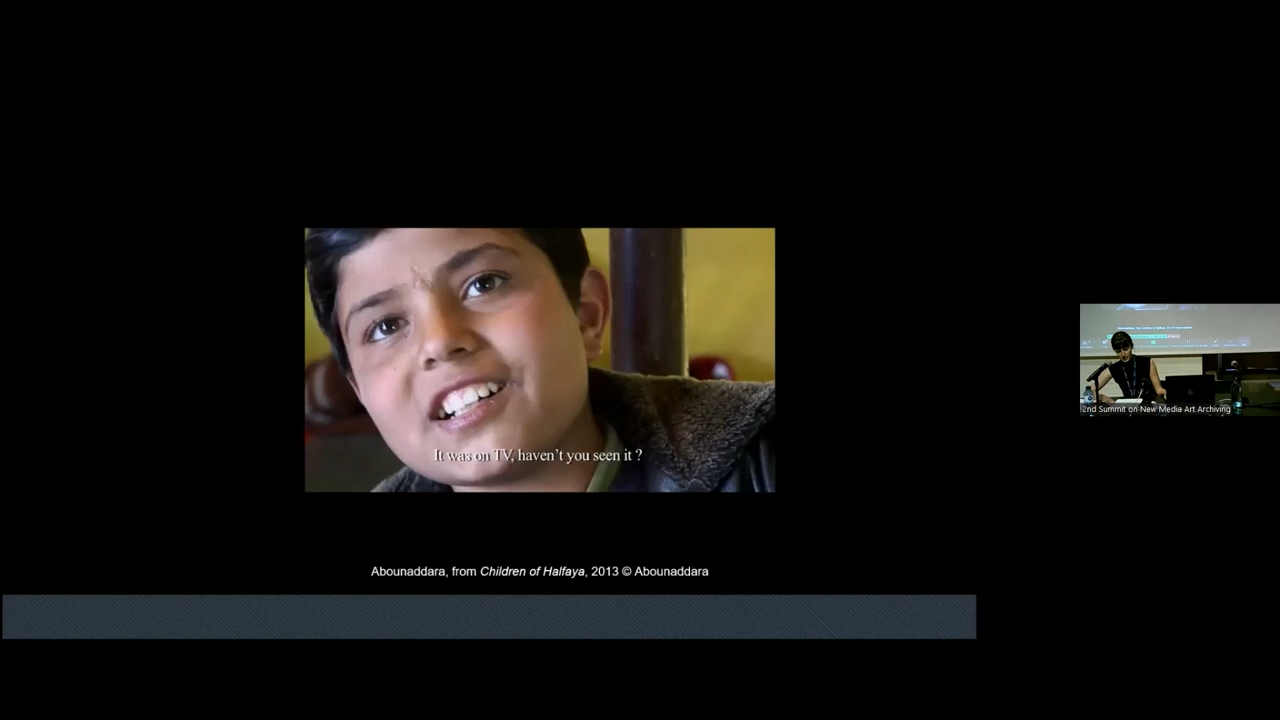 It was on TV, haven't you seen it ?
Abounaddara, from Children of Halfaya, 2013 © Abounaddara
2nd Summit on New Media Art Archiving